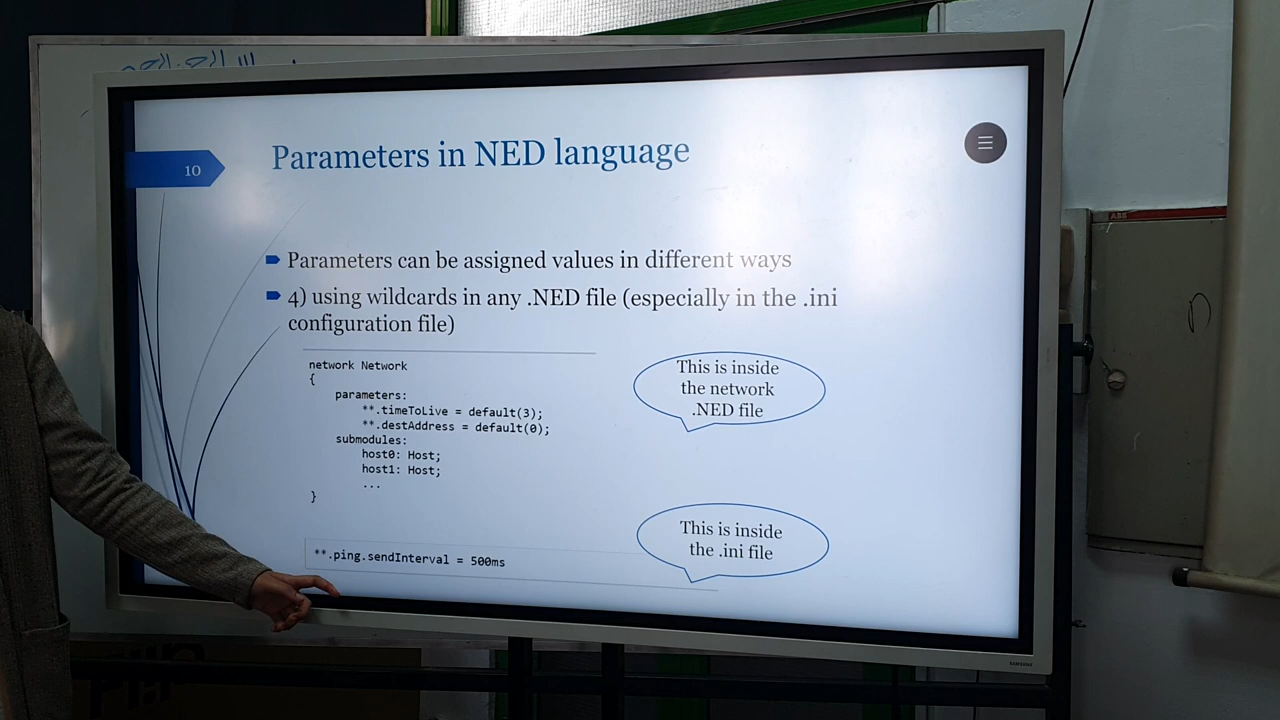 10
Parameters in NED language
Parameters can be assigned values in different ways
4) using wildcards in any .NED file (especially in the .ini
configuration file)
network Network
{
parameters:
**.timeToLive = default(3);
**.destAddress = default(0);
submodules:
host0: Host;
host1: Host;
...
}
This is inside
the network
.NED file
**.ping.sendInterval = 500ms
This is inside
the .ini file
SAMSUNG
ABB